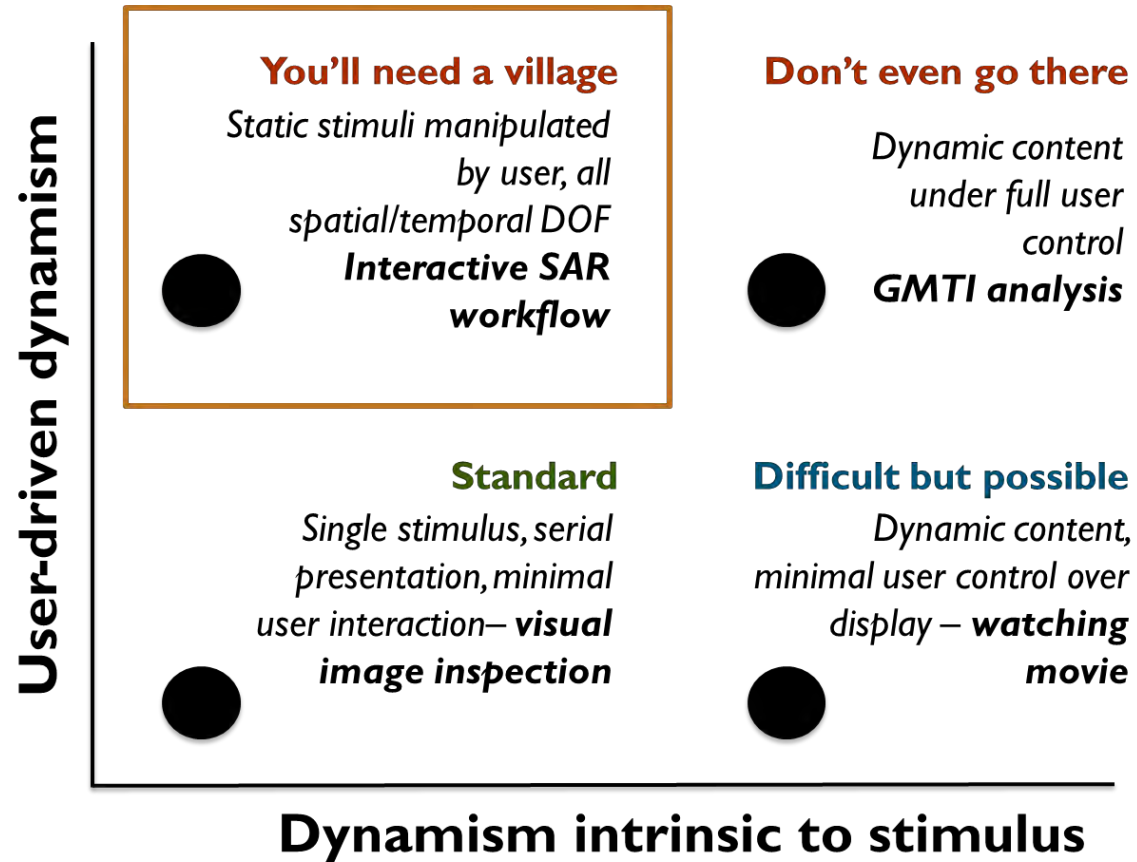 User-driven dynamism
You'll need a village
Static stimuli manipulated
by user, all
spatial/temporal DOF
Interactive SAR
workflow
Don't even go there
Dynamic content
under full user
control
GMTI analysis
Standard
Single stimulus, serial
presentation, minimal
user interaction– visual
image inspection
Difficult but possible
Dynamic content,
minimal user control over
display – watching
movie
Dynamism intrinsic to stimulus